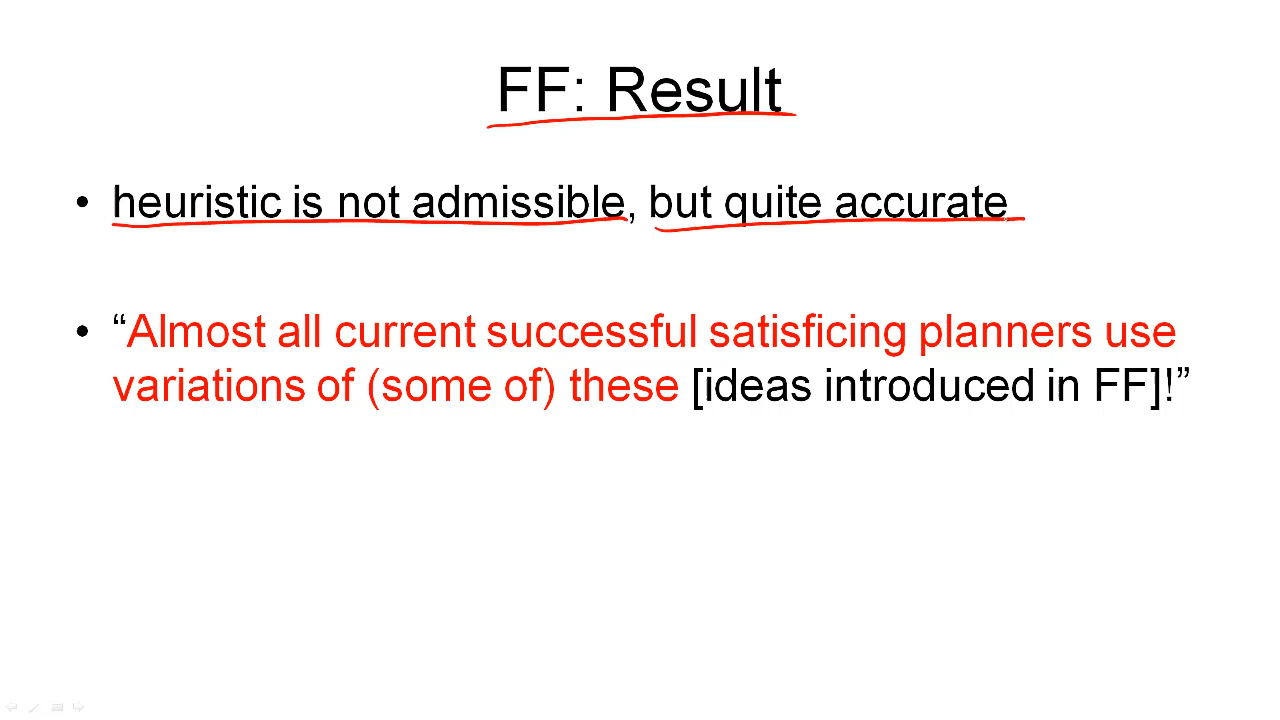 FF: Result
• heuristic is not admissible, but quite accurate
• “Almost all current successful satisficing planners use
variations of (some of) these [ideas introduced in FF]!”